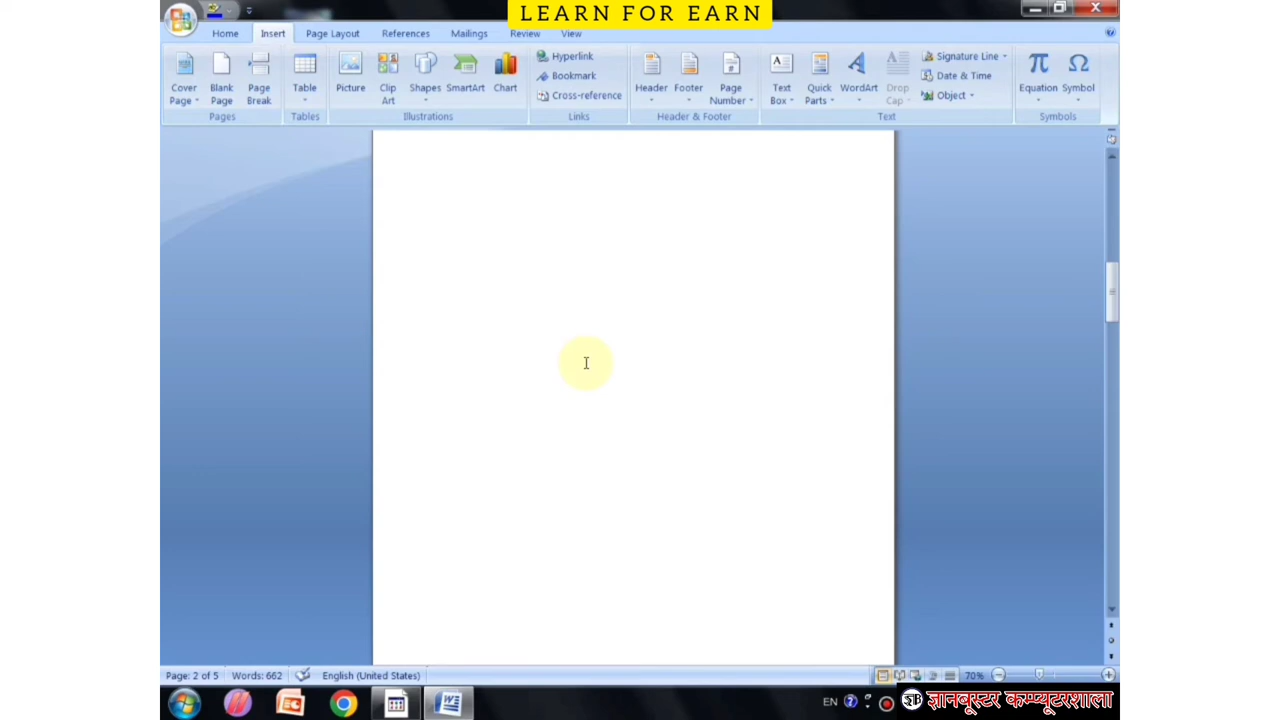 LEARN FOR EARN
Home Insert Page Layout References Mailings Review View
Cover Page
Blank Page
Page Break
Table
Picture
Clip Art
Shapes
SmartArt
Chart
Hyperlink
Bookmark
Cross-reference
Header
Footer
Page Number
Text Box
Quick Parts
WordArt
Drop Cap
Signature Line
Date & Time
Object
Equation
Symbol
Pages Tables Illustrations Links Header & Footer Text Symbols
Page: 2 of 5 Words: 662 English (United States) 70%
EN
ज्ञानबूस्टर कम्प्यूटरशाला